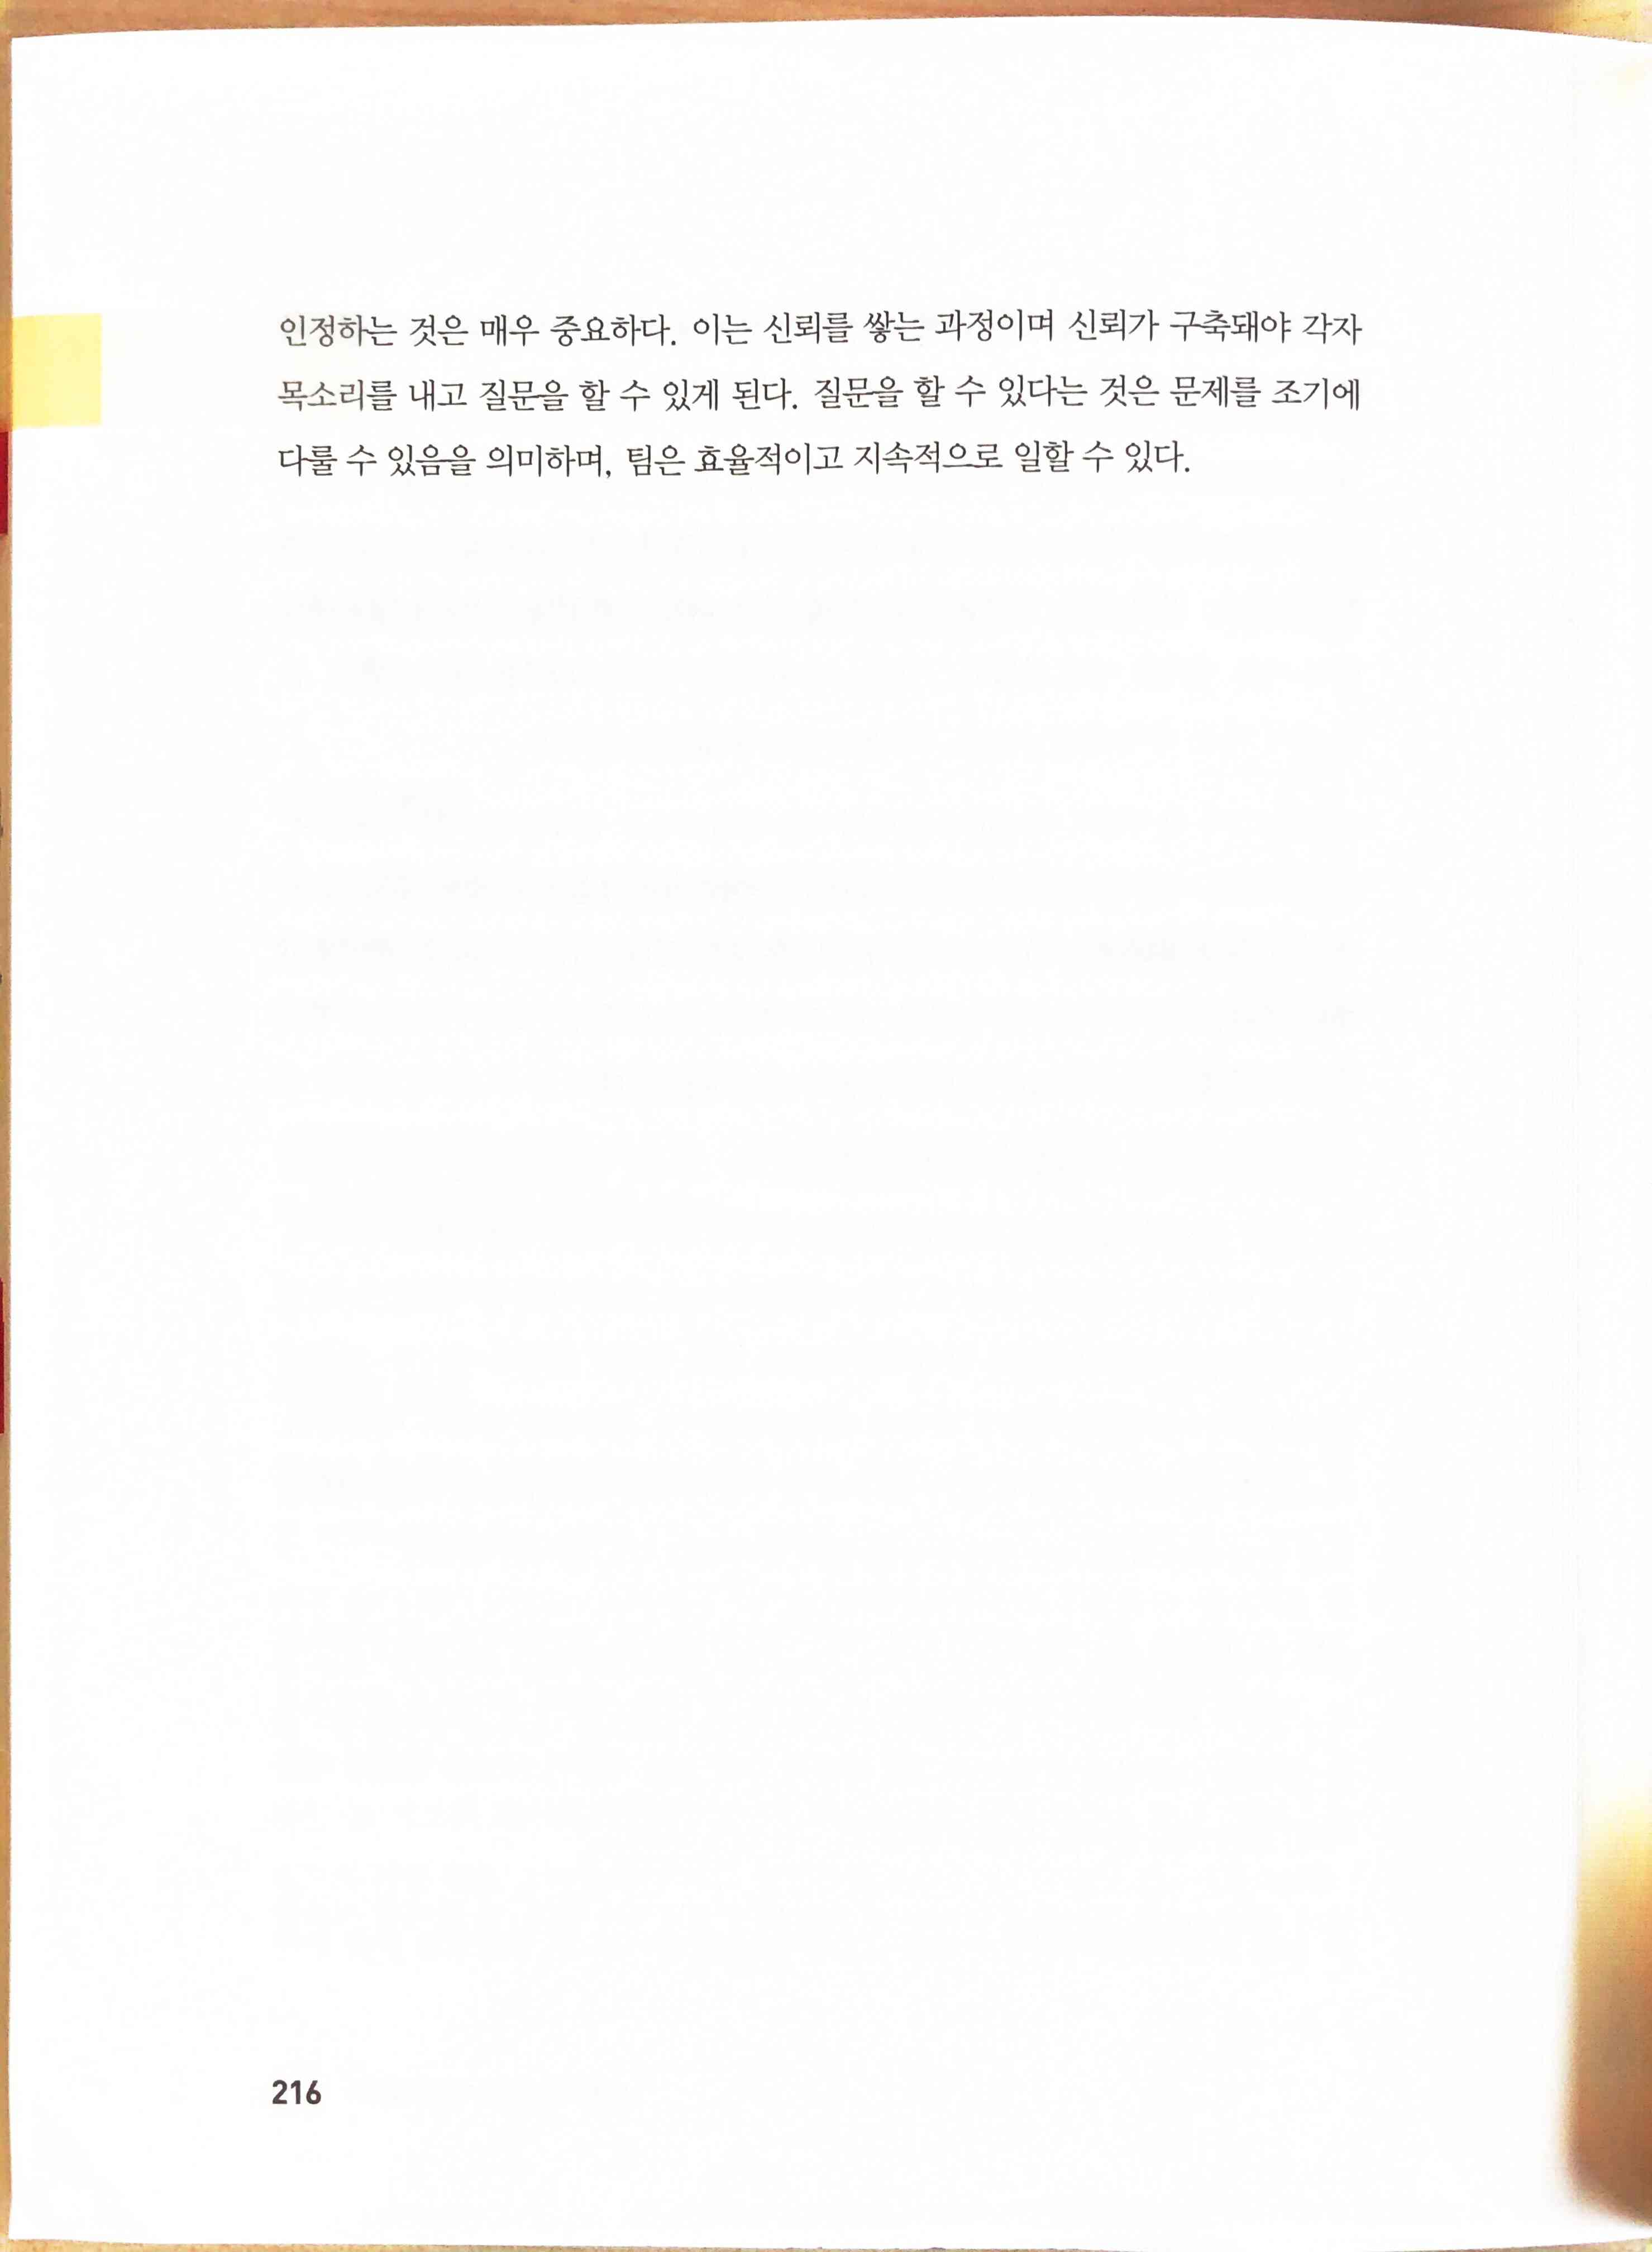 인정하는 것은 매우 중요하다. 이는 신뢰를 쌓는 과정이며 신뢰가 구축돼야 각자
목소리를 내고 질문을 할 수 있게 된다. 질문을 할 수 있다는 것은 문제를 조기에
다룰 수 있음을 의미하며, 팀은 효율적이고 지속적으로 일할 수 있다.
216